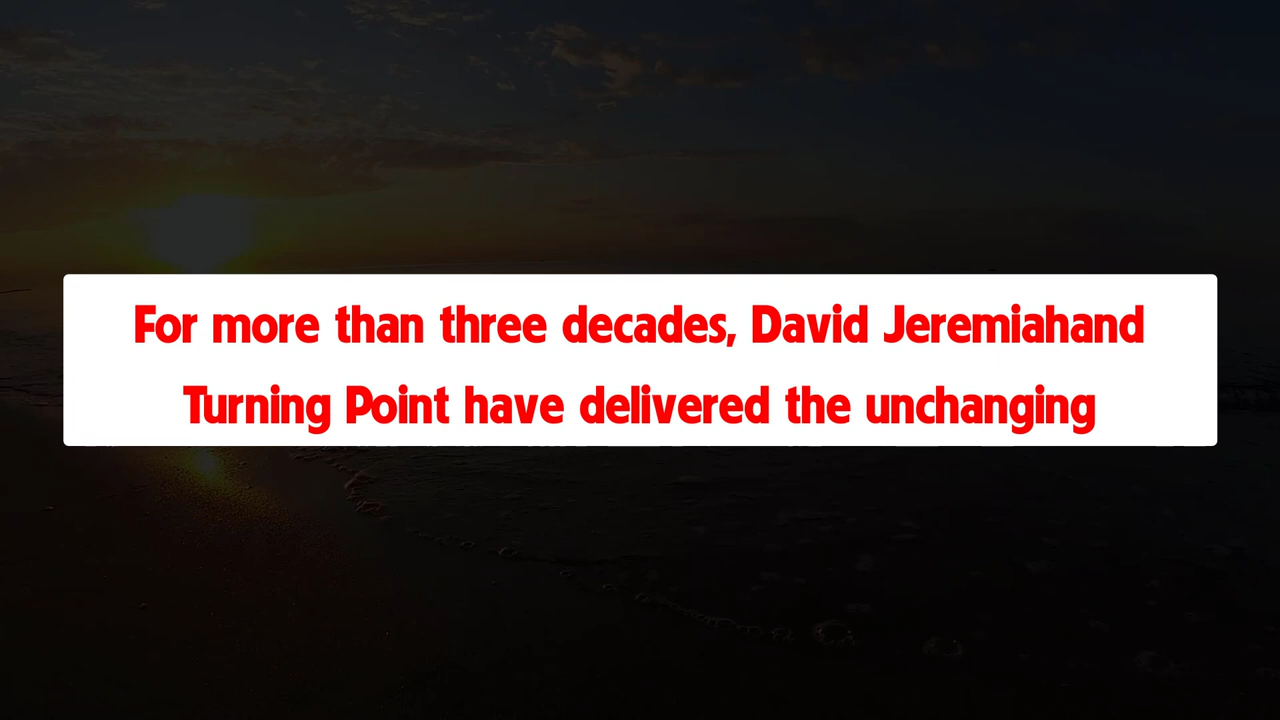 For more than three decades, David Jeremiahand
Turning Point have delivered the unchanging